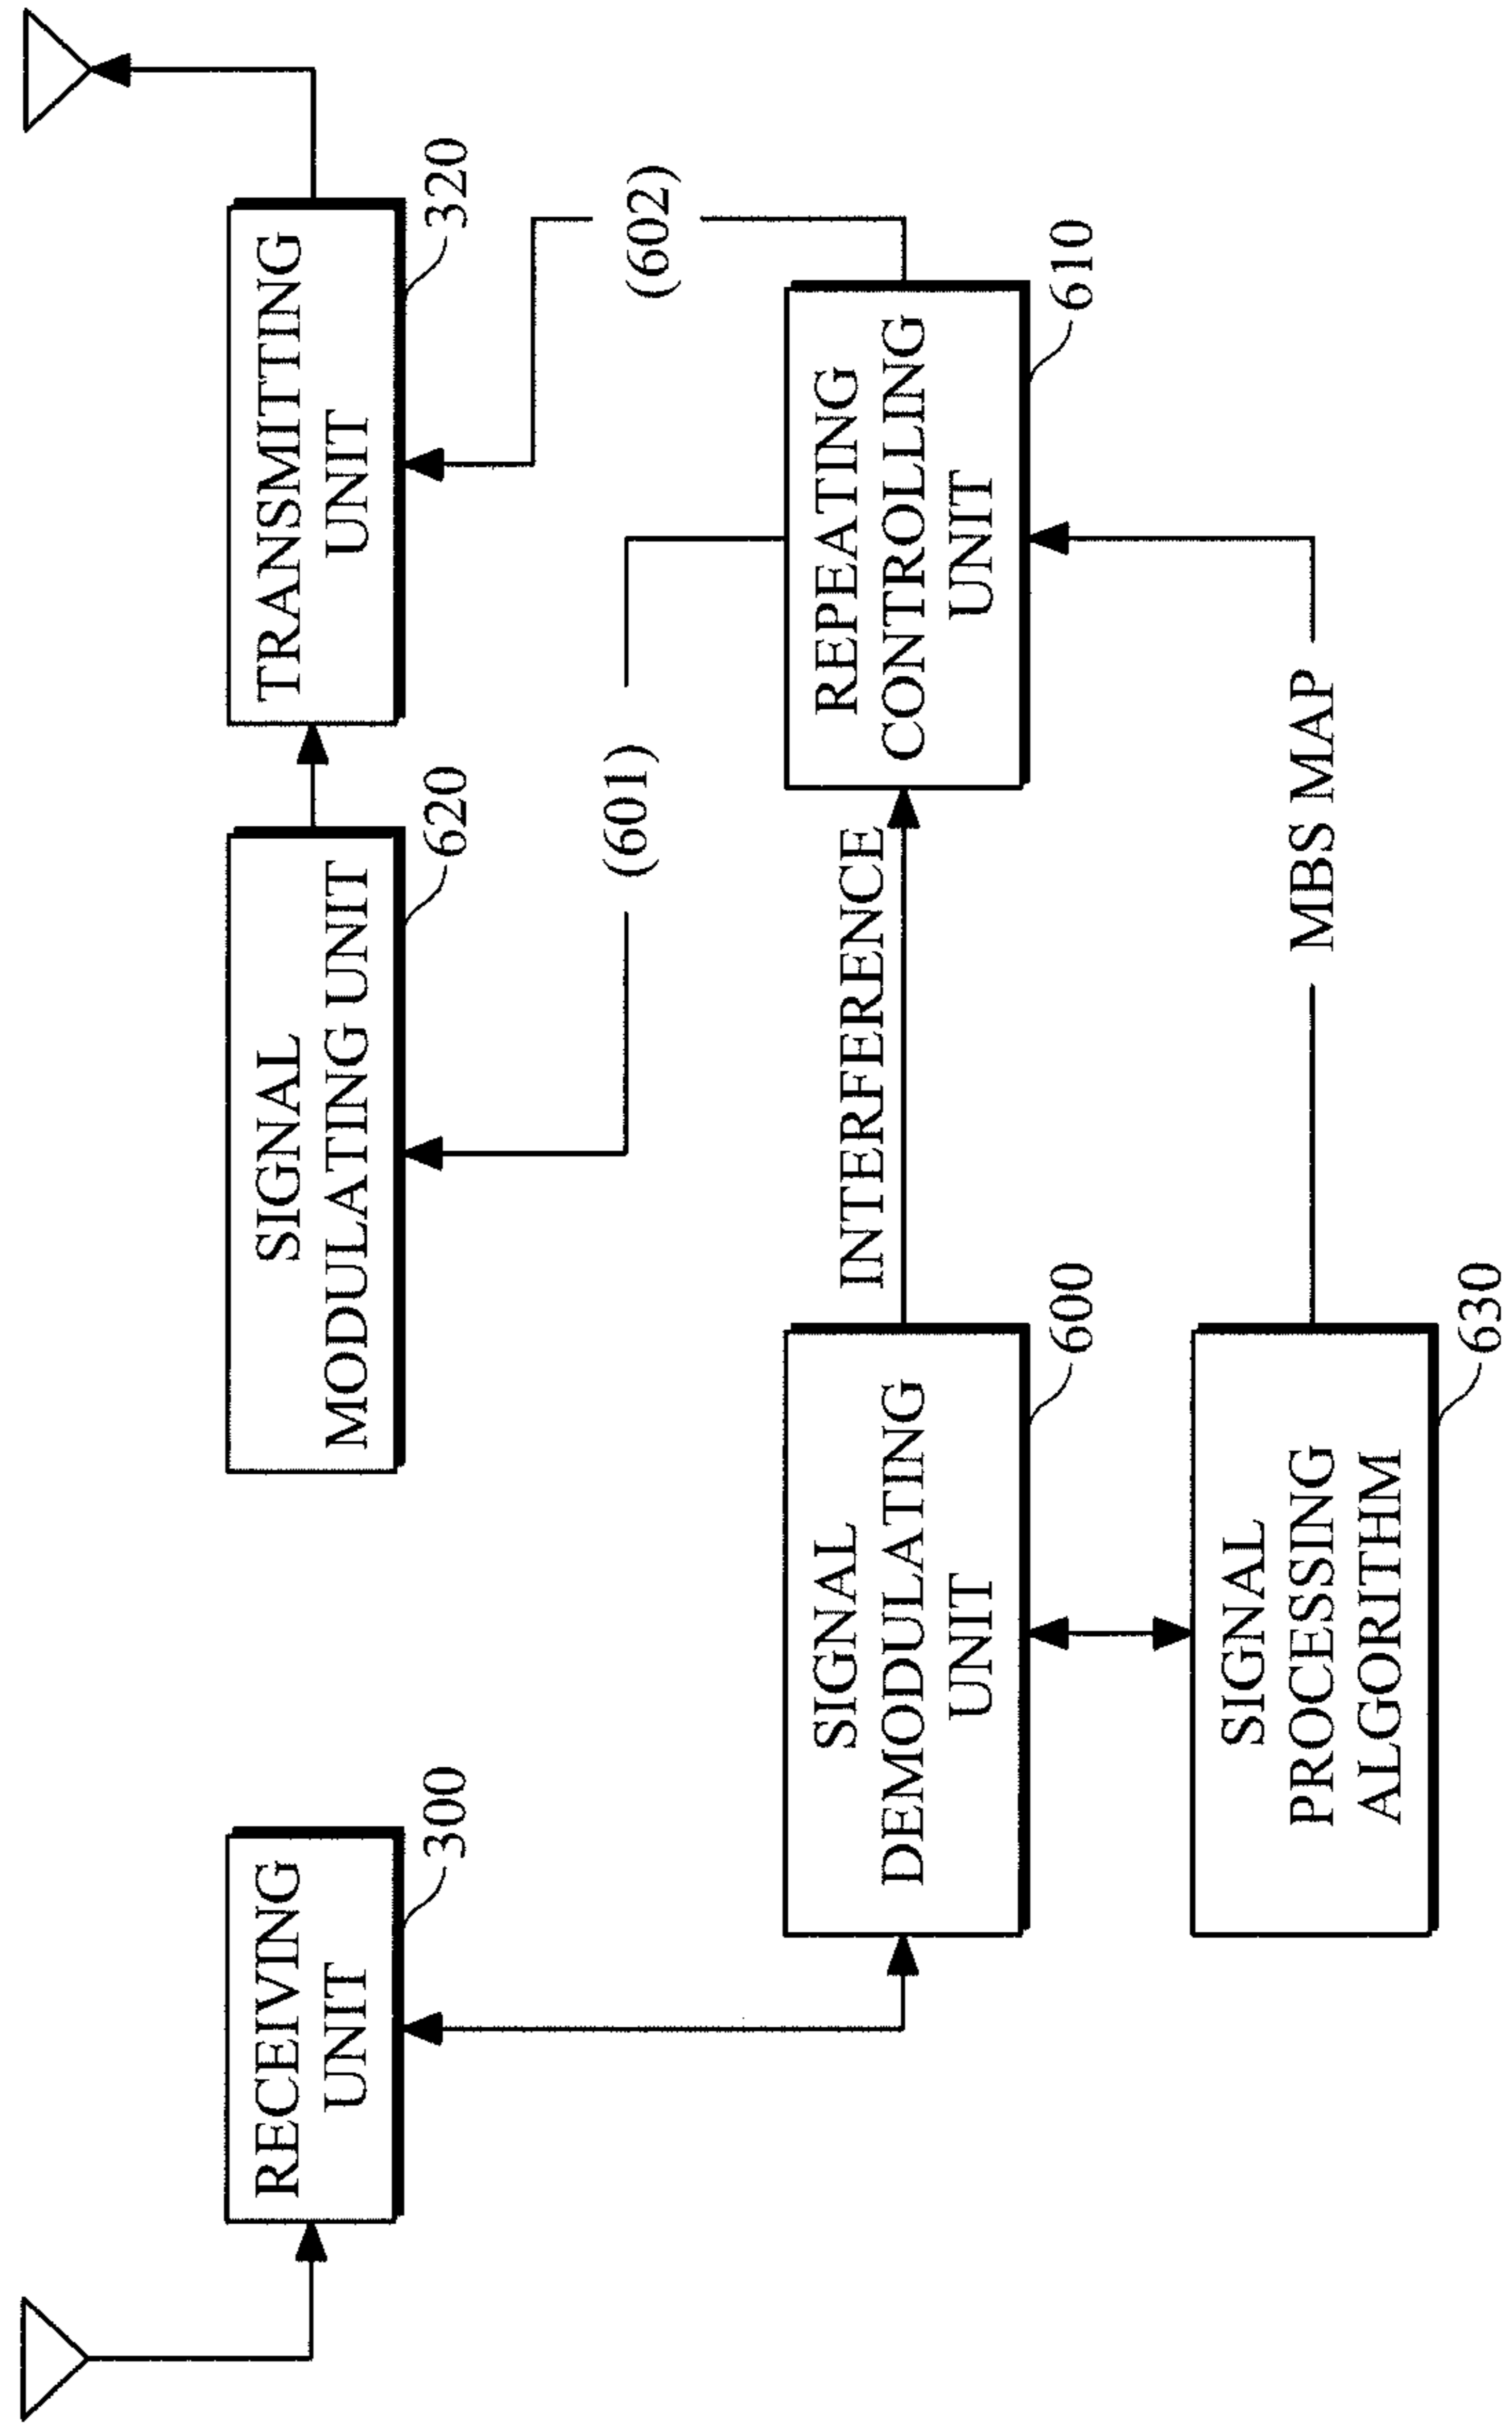 RECEIVING
UNIT
300
SIGNAL
MODULATING UNIT
620
TRANSMITTING
UNIT
320
(601)
(602)
SIGNAL
DEMODULATING
UNIT
600
INTERFERENCE
REPEATING
CONTROLLING
UNIT
610
SIGNAL
PROCESSING
ALGORITHM
630
MBS MAP